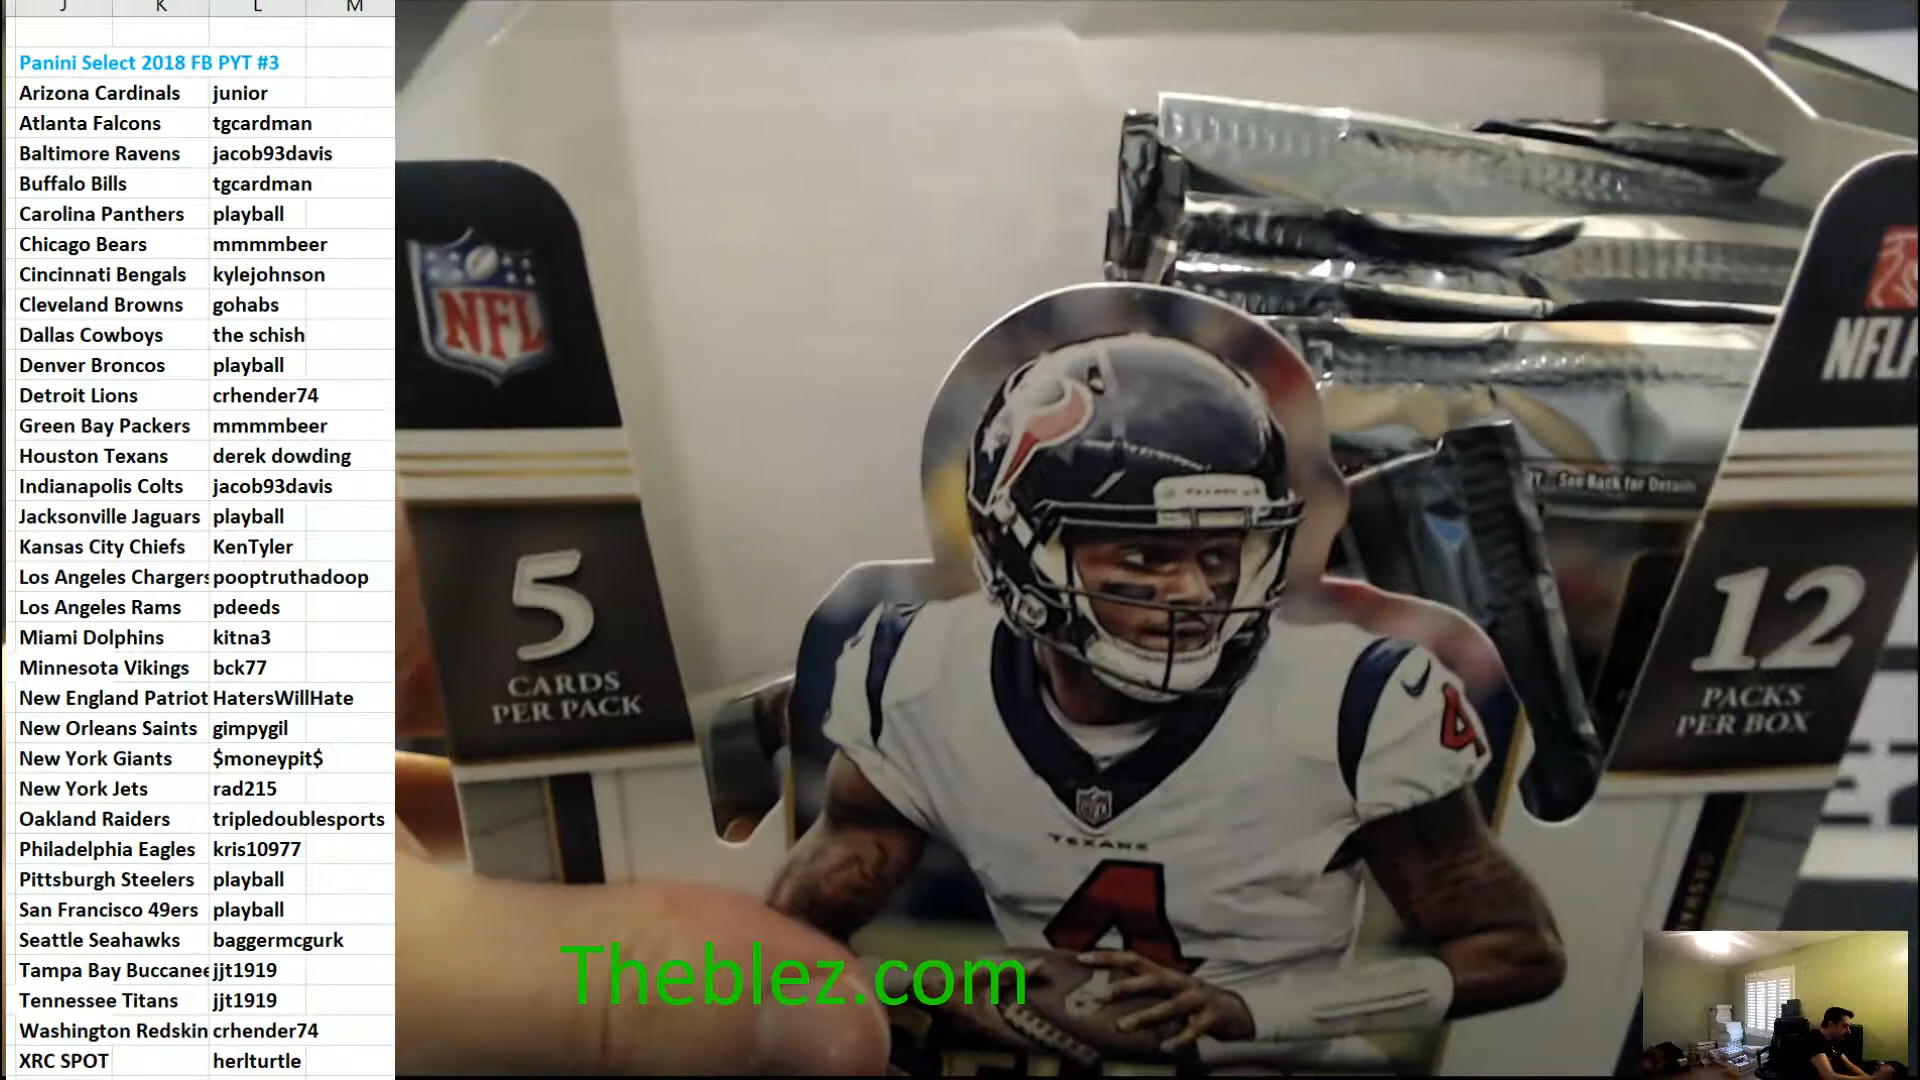 J K L M
Panini Select 2018 FB PYT #3
Arizona Cardinals junior
Atlanta Falcons tgcardman
Baltimore Ravens jacob93davis
Buffalo Bills tgcardman
Carolina Panthers playball
Chicago Bears mmmmbeer
Cincinnati Bengals kylejohnson
Cleveland Browns gohabs
Dallas Cowboys the schish
Denver Broncos playball
Detroit Lions crhender74
Green Bay Packers mmmmbeer
Houston Texans derek dowding
Indianapolis Colts jacob93davis
Jacksonville Jaguars playball
Kansas City Chiefs KenTyler
Los Angeles Chargers pooptruthadoop
Los Angeles Rams pdeeds
Miami Dolphins kitna3
Minnesota Vikings bck77
New England Patriot HatersWillHate
New Orleans Saints gimpygil
New York Giants $moneypit$
New York Jets rad215
Oakland Raiders tripledoublesports
Philadelphia Eagles kris10977
Pittsburgh Steelers playball
San Francisco 49ers playball
Seattle Seahawks baggermcgurk
Tampa Bay Buccanee jjt1919
Tennessee Titans jjt1919
Washington Redskin crhender74
XRC SPOT herlturtle
NFL
5
CARDS
PER PACK
See Back for Details
NFLP
12
PACKS
PER BOX
TEXANS
4
4
Theblez.com